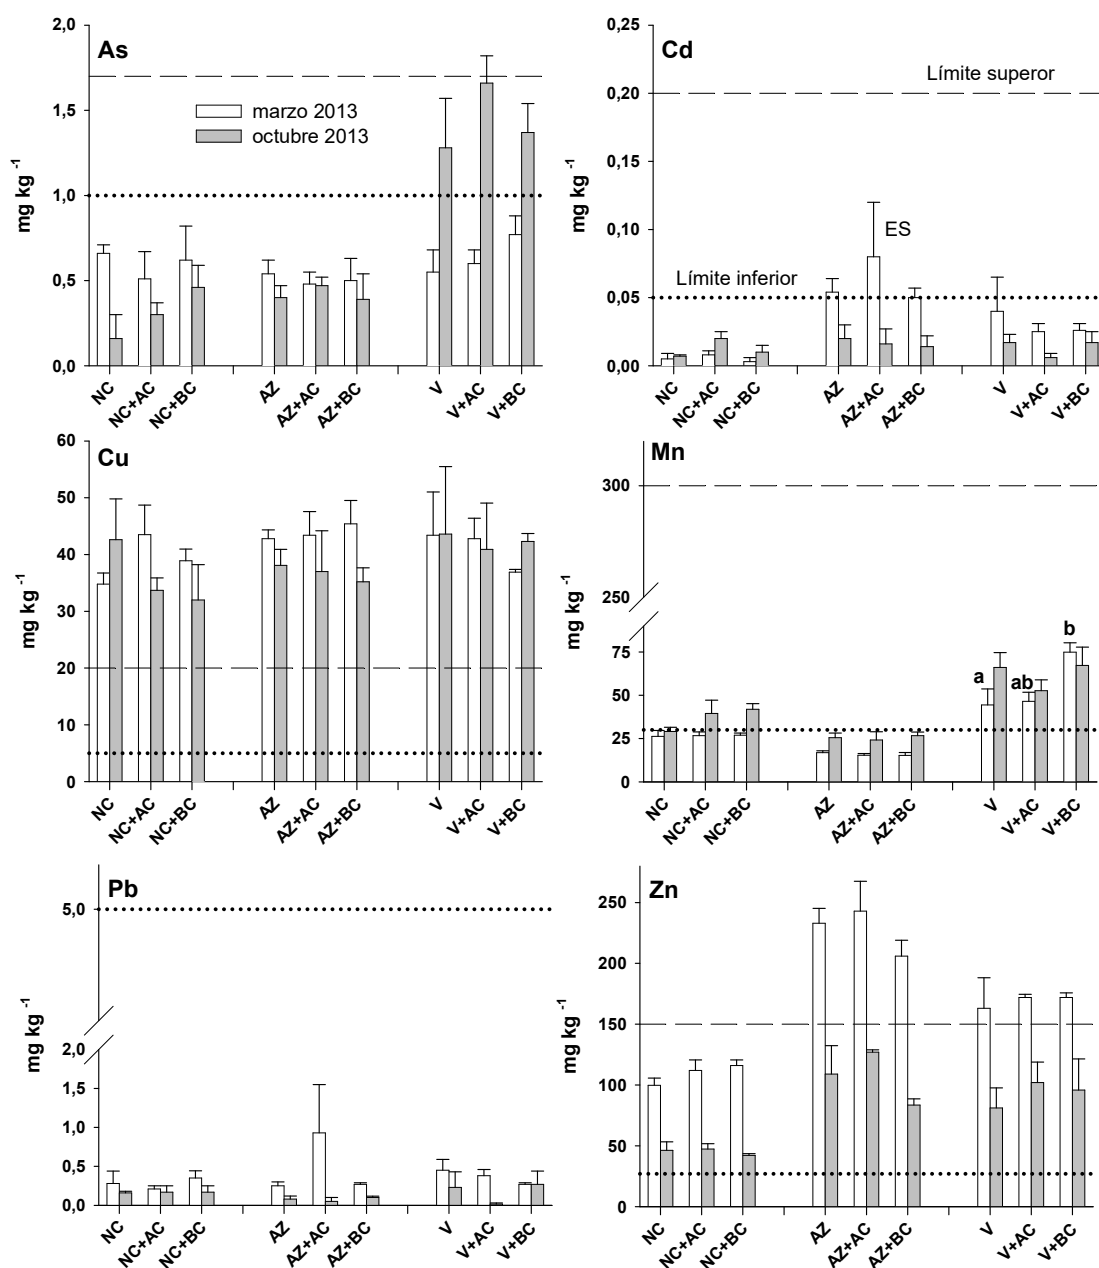 As
mg kg -1
2,0
1,5
1,0
0,5
0,0
marzo 2013
octubre 2013
NC
NC+AC
NC+BC
AZ
AZ+AC
AZ+BC
V
V+AC
V+BC
Cd
mg kg -1
0,25
0,20
0,15
0,10
0,05
0,00
Límite superor
ES
Límite inferior
NC
NC+AC
NC+BC
AZ
AZ+AC
AZ+BC
V
V+AC
V+BC
Cu
mg kg -1
60
50
40
30
20
10
0
NC
NC+AC
NC+BC
AZ
AZ+AC
AZ+BC
V
V+AC
V+BC
Mn
mg kg -1
300
250
75
50
25
0
a
ab
b
NC
NC+AC
NC+BC
AZ
AZ+AC
AZ+BC
V
V+AC
V+BC
Pb
mg kg -1
5,0
2,0
1,5
1,0
0,5
0,0
NC
NC+AC
NC+BC
AZ
AZ+AC
AZ+BC
V
V+AC
V+BC
Zn
mg kg -1
250
200
150
100
50
0
NC
NC+AC
NC+BC
AZ
AZ+AC
AZ+BC
V
V+AC
V+BC